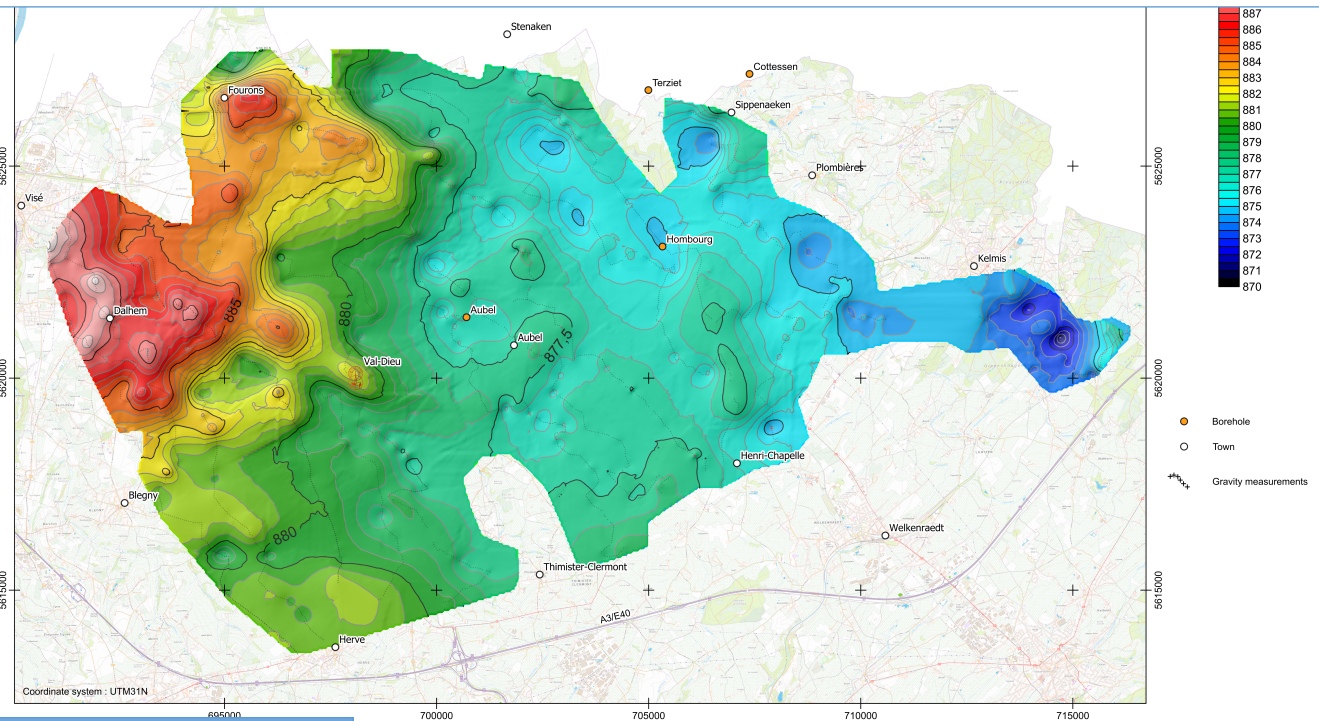 Stenaken
Cottessen
Terziet
Fourons
Sippenaeken
Plombières
Visé
Hombourg
Kelmis
Dalhem
885
880
Aubel
Aubel
877,5
Val-Dieu
Henri-Chapelle
Blegny
880
Welkenraedt
Thimister-Clermont
A3/E40
Herve
Coordinate system : UTM31N
695000
700000
705000
710000
715000
5625000
5620000
5615000
5625000
5620000
5615000
887
886
885
884
883
882
881
880
879
878
877
876
875
874
873
872
871
870
Borehole
Town
Gravity measurements